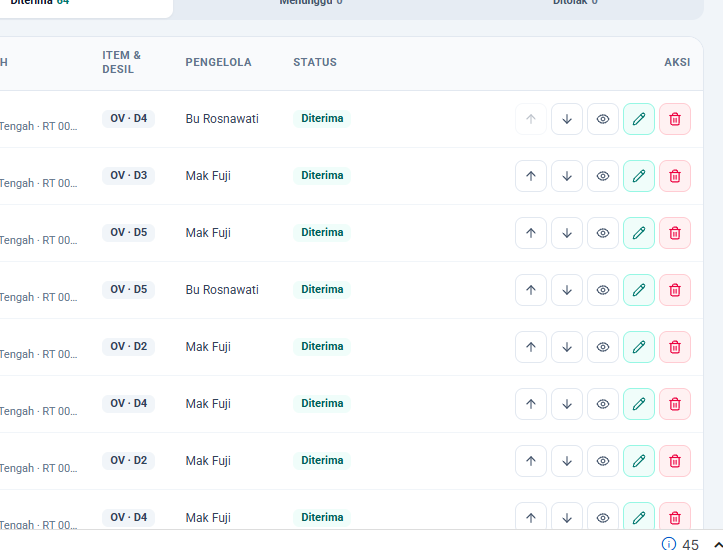 Diterima 64 Menunggu 0 Ditolak 0
H ITEM & DESIL PENGELOLA STATUS AKSI
Tengah · RT 00... OV · D4 Bu Rosnawati Diterima
Tengah · RT 00... OV · D3 Mak Fuji Diterima
Tengah · RT 00... OV · D5 Mak Fuji Diterima
Tengah · RT 00... OV · D5 Bu Rosnawati Diterima
Tengah · RT 00... OV · D2 Mak Fuji Diterima
Tengah · RT 00... OV · D4 Mak Fuji Diterima
Tengah · RT 00... OV · D2 Mak Fuji Diterima
Tengah · RT 00... OV · D4 Mak Fuji Diterima
45